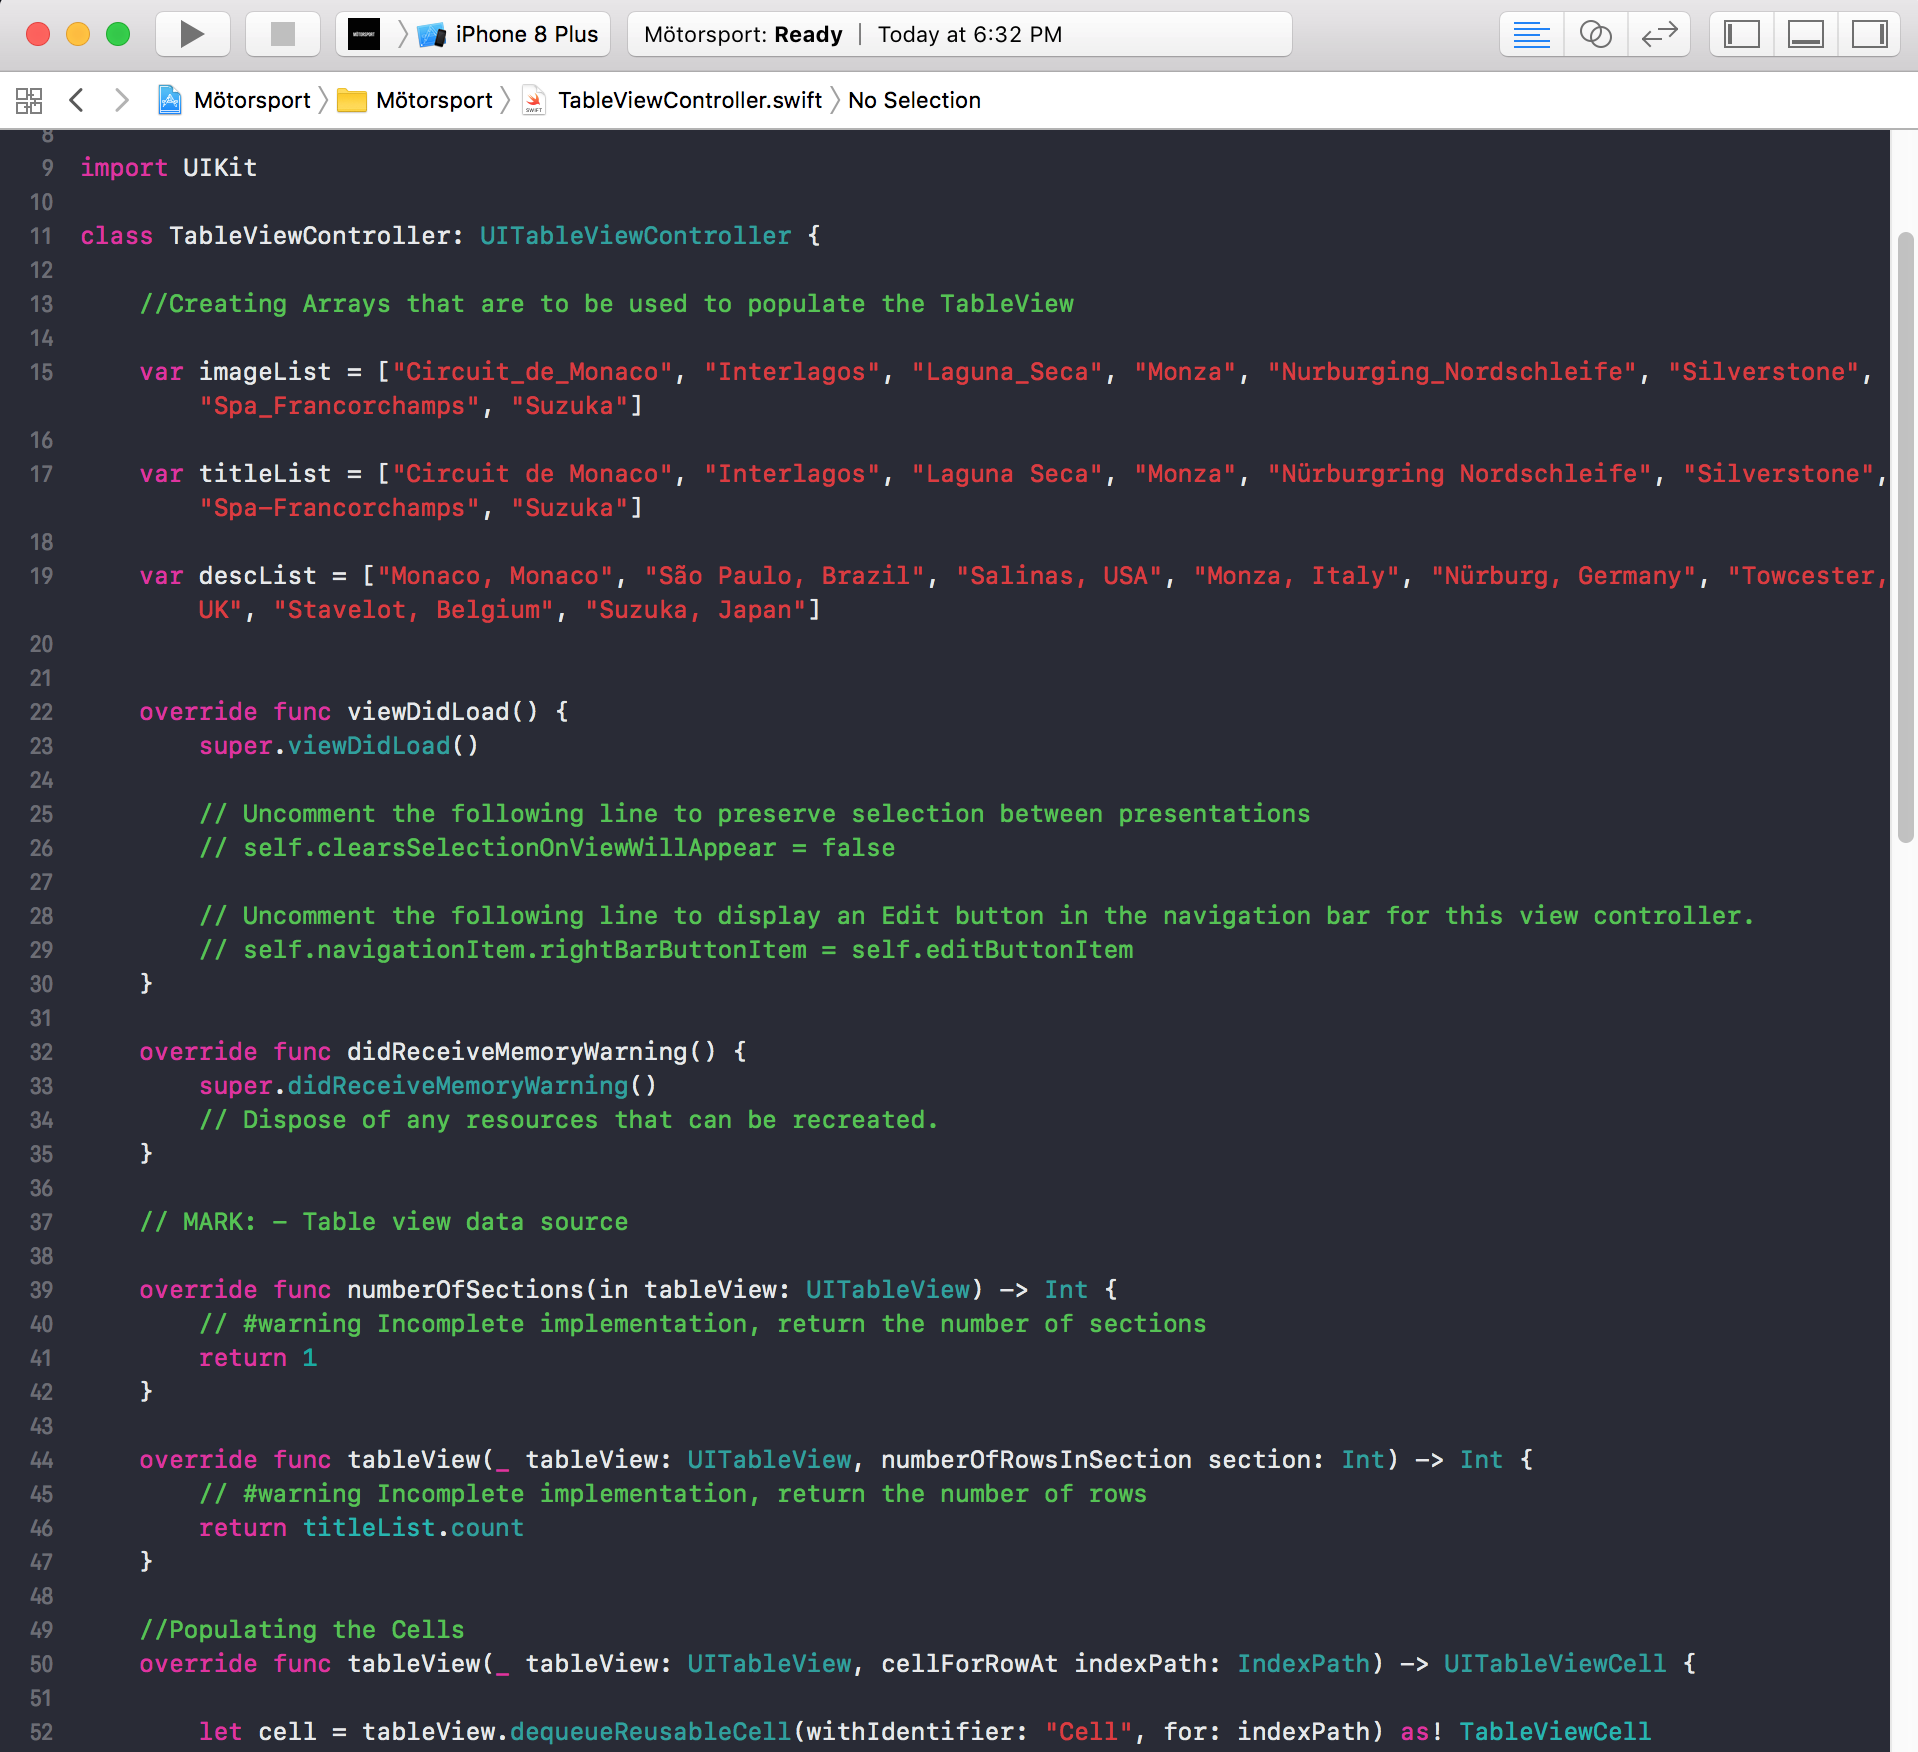 MÖTORSPORT iPhone 8 Plus Mötorsport: Ready | Today at 6:32 PM
Mötorsport Mötorsport SWIFT TableViewController.swift No Selection
8
9 import UIKit
10
11 class TableViewController: UITableViewController {
12
13 //Creating Arrays that are to be used to populate the TableView
14
15 var imageList = ["Circuit_de_Monaco", "Interlagos", "Laguna_Seca", "Monza", "Nurburging_Nordschleife", "Silverstone",
"Spa_Francorchamps", "Suzuka"]
16
17 var titleList = ["Circuit de Monaco", "Interlagos", "Laguna Seca", "Monza", "Nürburgring Nordschleife", "Silverstone",
"Spa-Francorchamps", "Suzuka"]
18
19 var descList = ["Monaco, Monaco", "São Paulo, Brazil", "Salinas, USA", "Monza, Italy", "Nürburg, Germany", "Towcester,
UK", "Stavelot, Belgium", "Suzuka, Japan"]
20
21
22 override func viewDidLoad() {
23 super.viewDidLoad()
24
25 // Uncomment the following line to preserve selection between presentations
26 // self.clearsSelectionOnViewWillAppear = false
27
28 // Uncomment the following line to display an Edit button in the navigation bar for this view controller.
29 // self.navigationItem.rightBarButtonItem = self.editButtonItem
30 }
31
32 override func didReceiveMemoryWarning() {
33 super.didReceiveMemoryWarning()
34 // Dispose of any resources that can be recreated.
35 }
36
37 // MARK: - Table view data source
38
39 override func numberOfSections(in tableView: UITableView) -> Int {
40 // #warning Incomplete implementation, return the number of sections
41 return 1
42 }
43
44 override func tableView(_ tableView: UITableView, numberOfRowsInSection section: Int) -> Int {
45 // #warning Incomplete implementation, return the number of rows
46 return titleList.count
47 }
48
49 //Populating the Cells
50 override func tableView(_ tableView: UITableView, cellForRowAt indexPath: IndexPath) -> UITableViewCell {
51
52 let cell = tableView.dequeueReusableCell(withIdentifier: "Cell", for: indexPath) as! TableViewCell